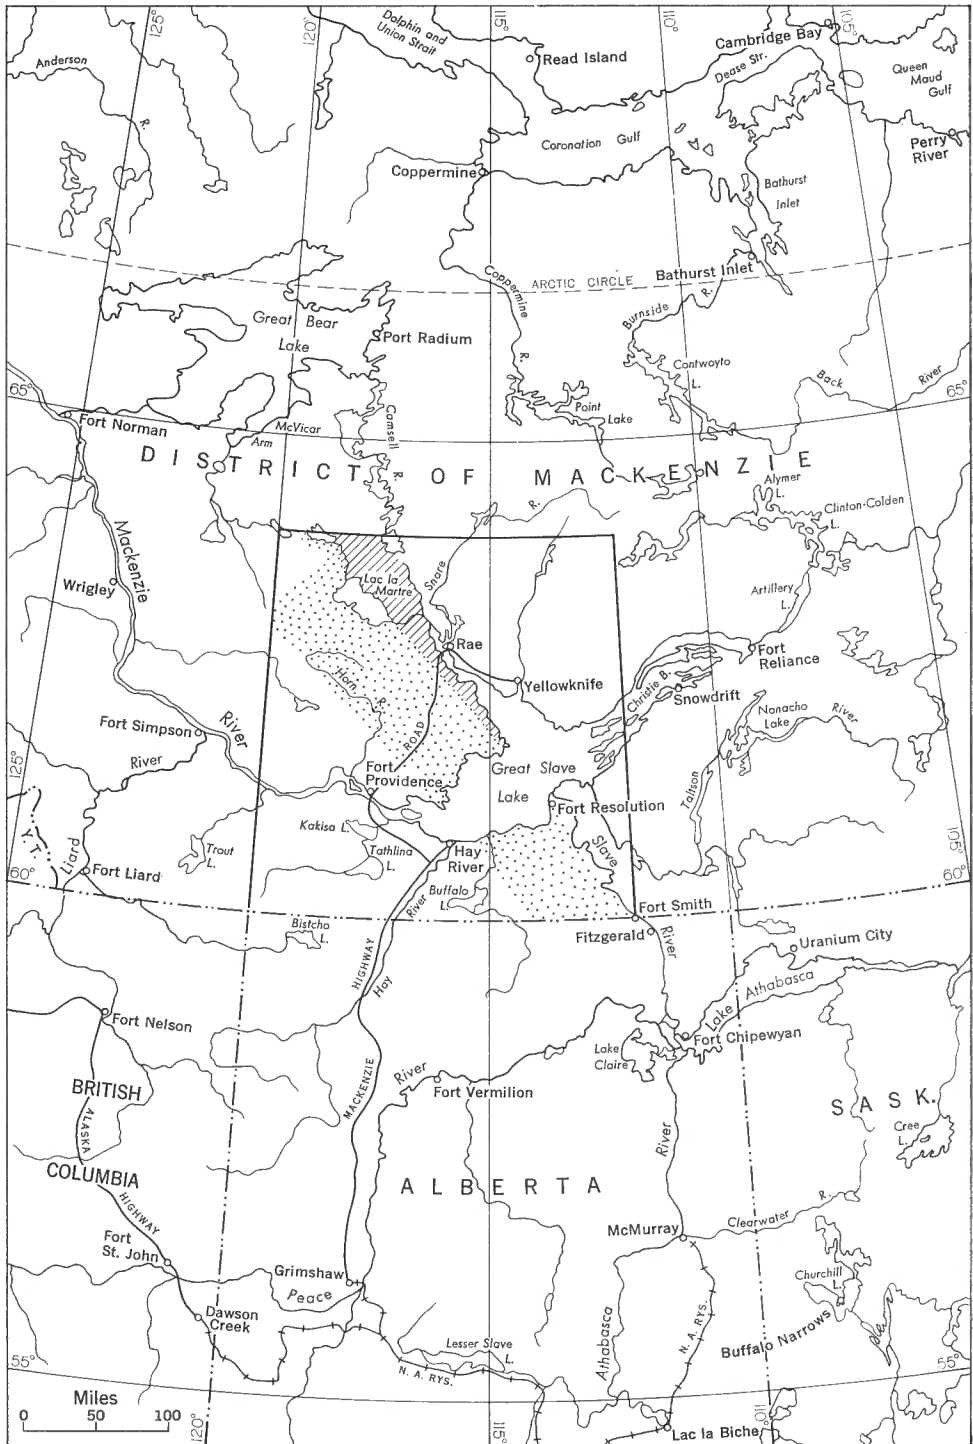 125°
120°
115°
110°
105°
Dolphin and
Union Strait
Read Island
Cambridge Bay
Dease Str.
Queen
Maud
Gulf
Anderson
R.
Coronation Gulf
Perry
River
Coppermine
Bathurst
Inlet
Bathurst Inlet
ARCTIC CIRCLE
Coppermine
R.
Burnside
R.
Great Bear
Lake
Port Radium
Contwoyto
L.
Back
River
65°
65°
Fort Norman
McVicar
Arm
Camsell
R.
Point
Lake
DISTRICT OF MACKENZIE
Alymer
L.
Clinton-Colden
L.
R.
Snare
Mackenzie
Wrigley
Lac la
Martre
Artillery
L.
Rae
Fort
Reliance
Yellowknife
Christie B.
Snowdrift
Horn
R.
Nonacho
Lake
River
Fort Simpson
River
River
ROAD
Fort
Providence
Great Slave
Lake
Taltson
125°
Fort Resolution
Kakisa L.
Y.T.
Liard
Trout
L.
Tathlina
L.
Hay
River
Slave
105°
60°
60°
Fort Liard
Buffalo
L.
River
Fort Smith
Bistcho
L.
Fitzgerald
River
Uranium City
HIGHWAY
Hay
Lake Athabasca
Fort Nelson
Fort Chipewyan
Lake
Claire
River
Fort Vermilion
BRITISH
ALASKA
MACKENZIE
SASK.
Cree
L.
River
COLUMBIA
ALBERTA
HIGHWAY
McMurray
Clearwater
R.
Fort
St. John
Grimshaw
Peace
Churchill
L.
Dawson
Creek
Buffalo Narrows
Athabasca
N. A. RYS.
Lesser Slave
L.
N. A. RYS.
55°
55°
Miles
0 50 100
120°
115°
110°
Lac la Biche